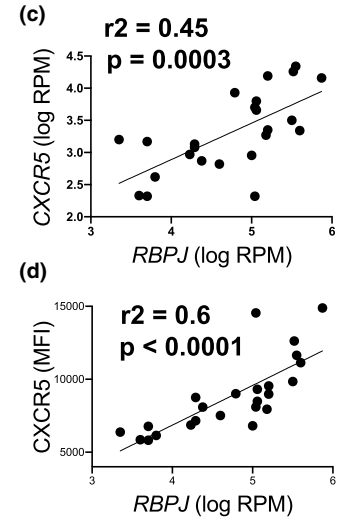 (c)
r2 = 0.45
p = 0.0003
CXCR5 (log RPM)
4.5
4.0
3.5
3.0
2.5
2.0
3 4 5 6
RBPJ (log RPM)
(d)
r2 = 0.6
p < 0.0001
CXCR5 (MFI)
15000
10000
5000
3 4 5 6
RBPJ (log RPM)